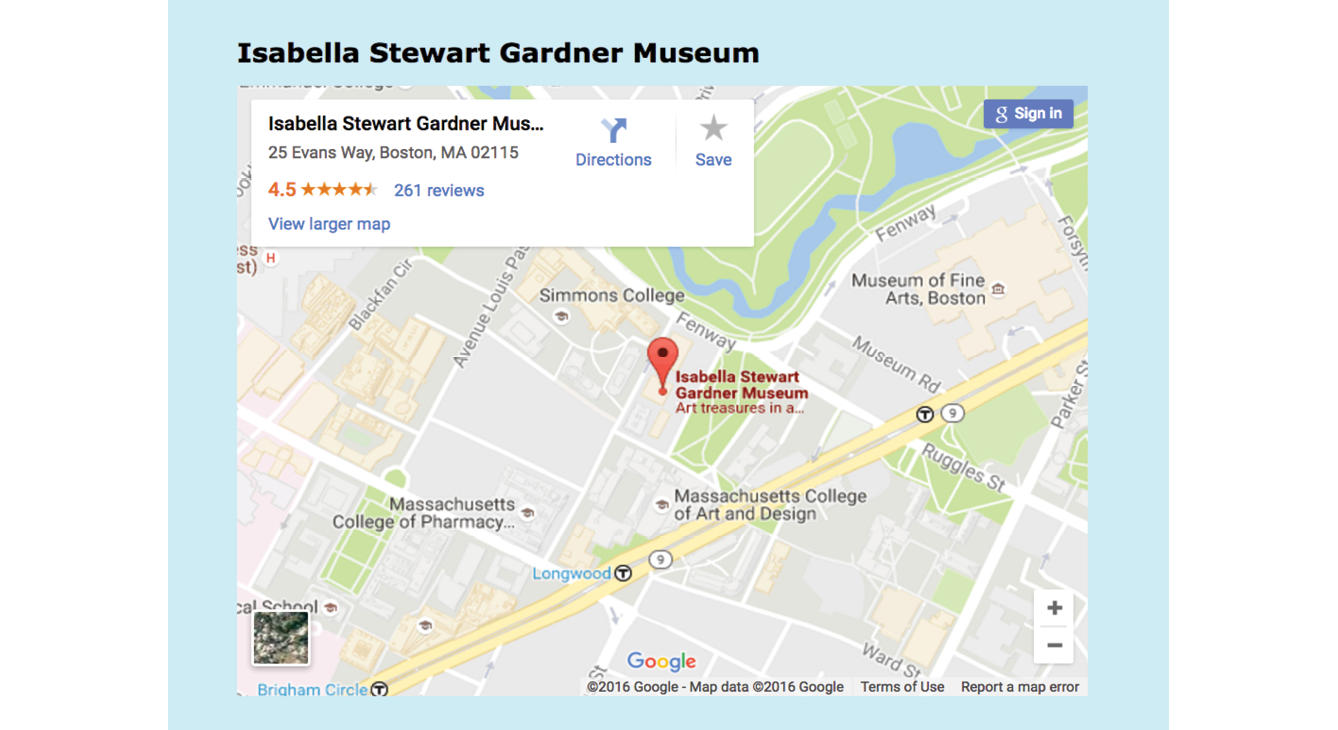 Isabella Stewart Gardner Museum
Isabella Stewart Gardner Mus...
25 Evans Way, Boston, MA 02115
4.5 261 reviews
View larger map
Directions
Save
g Sign in
Fenway
Forsyth
H
Blackfan Cir
Avenue Louis Pas
Simmons College
Museum of Fine
Arts, Boston
Fenway
Museum Rd
Isabella Stewart
Gardner Museum
Art treasures in a...
T 9
Parker St
Ruggles St
Massachusetts
College of Pharmacy...
Massachusetts College
of Art and Design
9
Longwood T
cal School
+
−
Ward St
Google
Brigham Circle T
©2016 Google - Map data ©2016 Google Terms of Use Report a map error